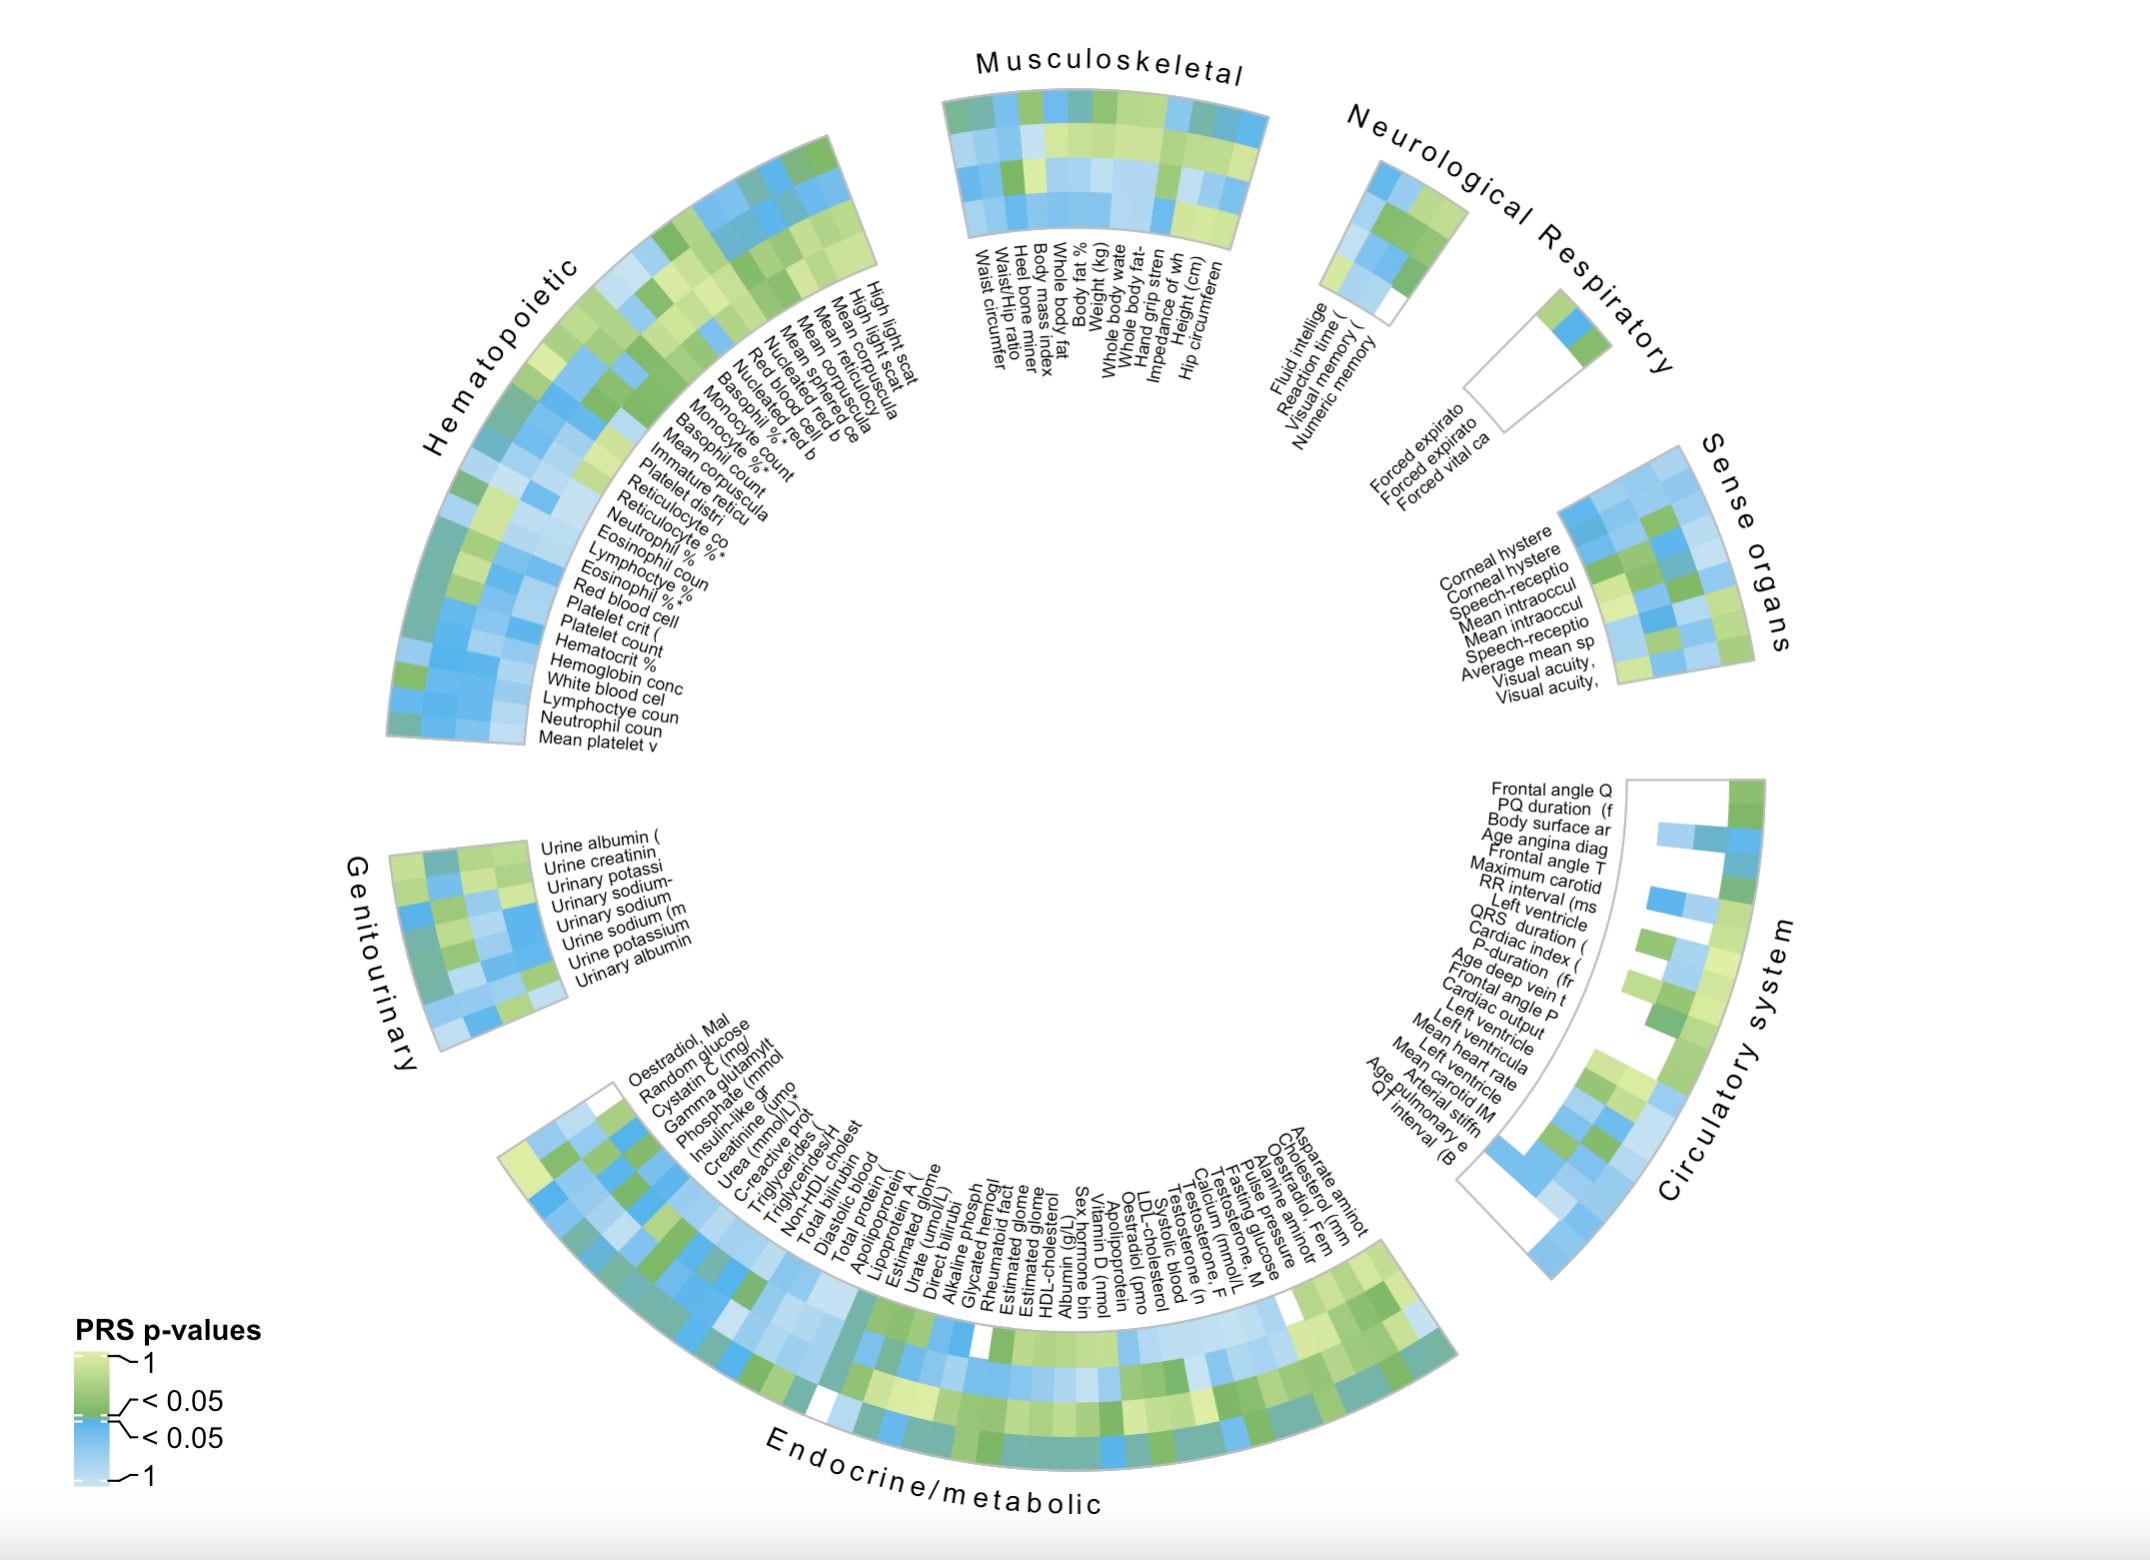 Musculoskeletal
Waist circumfer
Waist/Hip ratio
Heel bone miner
Body mass index
Whole body fat
Body fat %
Weight (kg)
Whole body wate
Whole body fat-
Hand grip stren
Impedance of wh
Height (cm)
Hip circumferen
Neurological
Fluid intellige
Reaction time (
Visual memory (
Numeric memory
Respiratory
Forced expirato
Forced expirato
Forced vital ca
Sense organs
Corneal hystere
Corneal hystere
Speech-receptio
Mean intraoccul
Mean intraoccul
Speech-receptio
Average mean sp
Visual acuity,
Visual acuity,
Circulatory system
Frontal angle Q
PQ duration (f
Body surface ar
Age angina diag
Frontal angle T
Maximum carotid
RR interval (ms
Left ventricle
QRS duration (
Cardiac index (
P-duration (fr
Age deep vein t
Frontal angle P
Cardiac output
Left ventricle
Left ventricula
Mean heart rate
Left ventricle
Mean carotid IM
Arterial stiffn
Age pulmonary e
QT interval (B
Endocrine/metabolic
Asparate aminot
Cholesterol (mm
Oestradiol, Fem
Alanine aminotr
Pulse pressure
Fasting glucose
Testosterone, M
Calcium (mmol/L
Testosterone, F
Testosterone (n
Systolic blood
LDL-cholesterol
Oestradiol (pmo
Apolipoprotein
Vitamin D (nmol
Sex hormone bin
Albumin (g/L)
HDL-cholesterol
Estimated glome
Estimated glome
Rheumatoid fact
Glycated hemogl
Alkaline phosph
Direct bilirubi
Urate (umol/L)
Estimated glome
Lipoprotein A (
Apolipoprotein
Total protein (
Diastolic blood
Total bilirubin
Non-HDL cholest
Triglycerides/H
Triglycerides (
C-reactive prot
Urea (mmol/L)*
Creatinine (umo
Insulin-like gr
Phosphate (mmol
Gamma glutamylt
Cystatin C (mg/
Random glucose
Oestradiol, Mal
Genitourinary
Urine albumin (
Urine creatinin
Urinary potassi
Urinary sodium-
Urinary sodium
Urine sodium (m
Urine potassium
Urinary albumin
Hematopoietic
Mean platelet v
Neutrophil coun
Lymphoctye coun
White blood cel
Hemoglobin conc
Hematocrit %
Platelet count
Platelet crit (
Red blood cell
Eosinophil %*
Lymphoctye %
Eosinophil coun
Neutrophil %
Reticulocyte %*
Reticulocyte co
Platelet distri
Immature reticu
Mean corpuscula
Basophil count
Monocyte %*
Monocyte count
Basophil %*
Nucleated red b
Red blood cell
Nucleated red b
Mean sphered ce
Mean corpuscula
Mean reticulocy
Mean corpuscula
High light scat
High light scat
PRS p-values
1
< 0.05
< 0.05
1